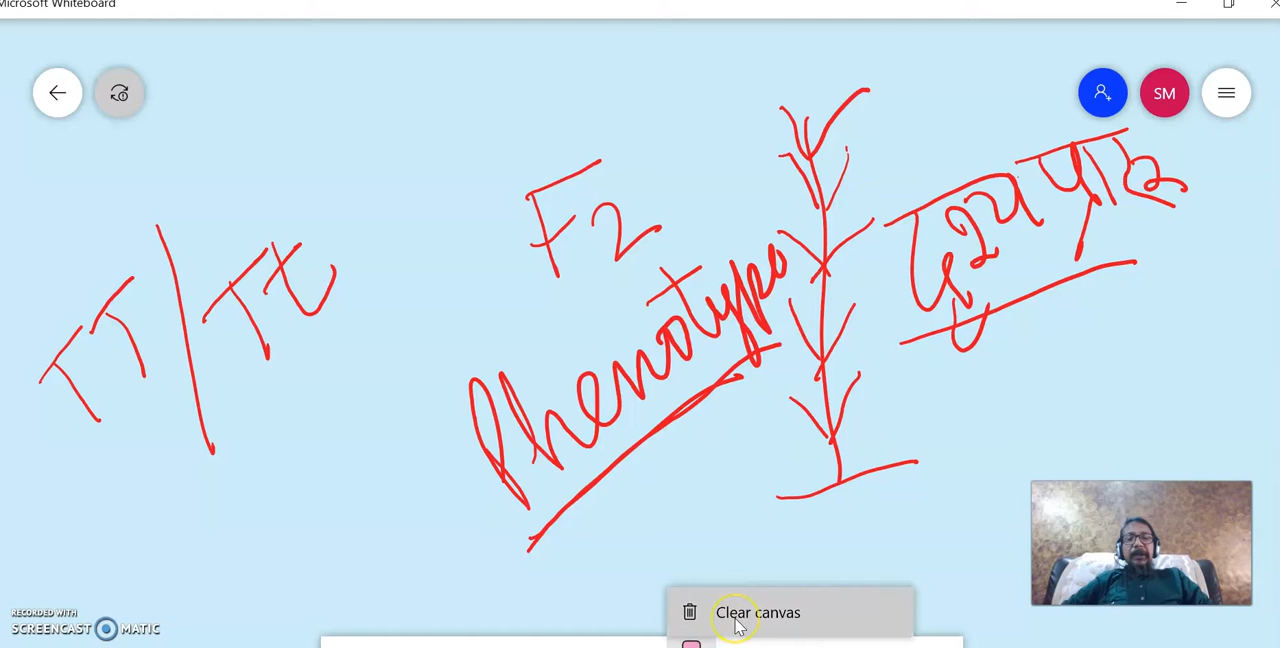 Microsoft Whiteboard
SM
F2
TT/Tt
Phenotype
दृश्य प्रारूप
Clear canvas
RECORDED WITH
SCREENCAST MATIC